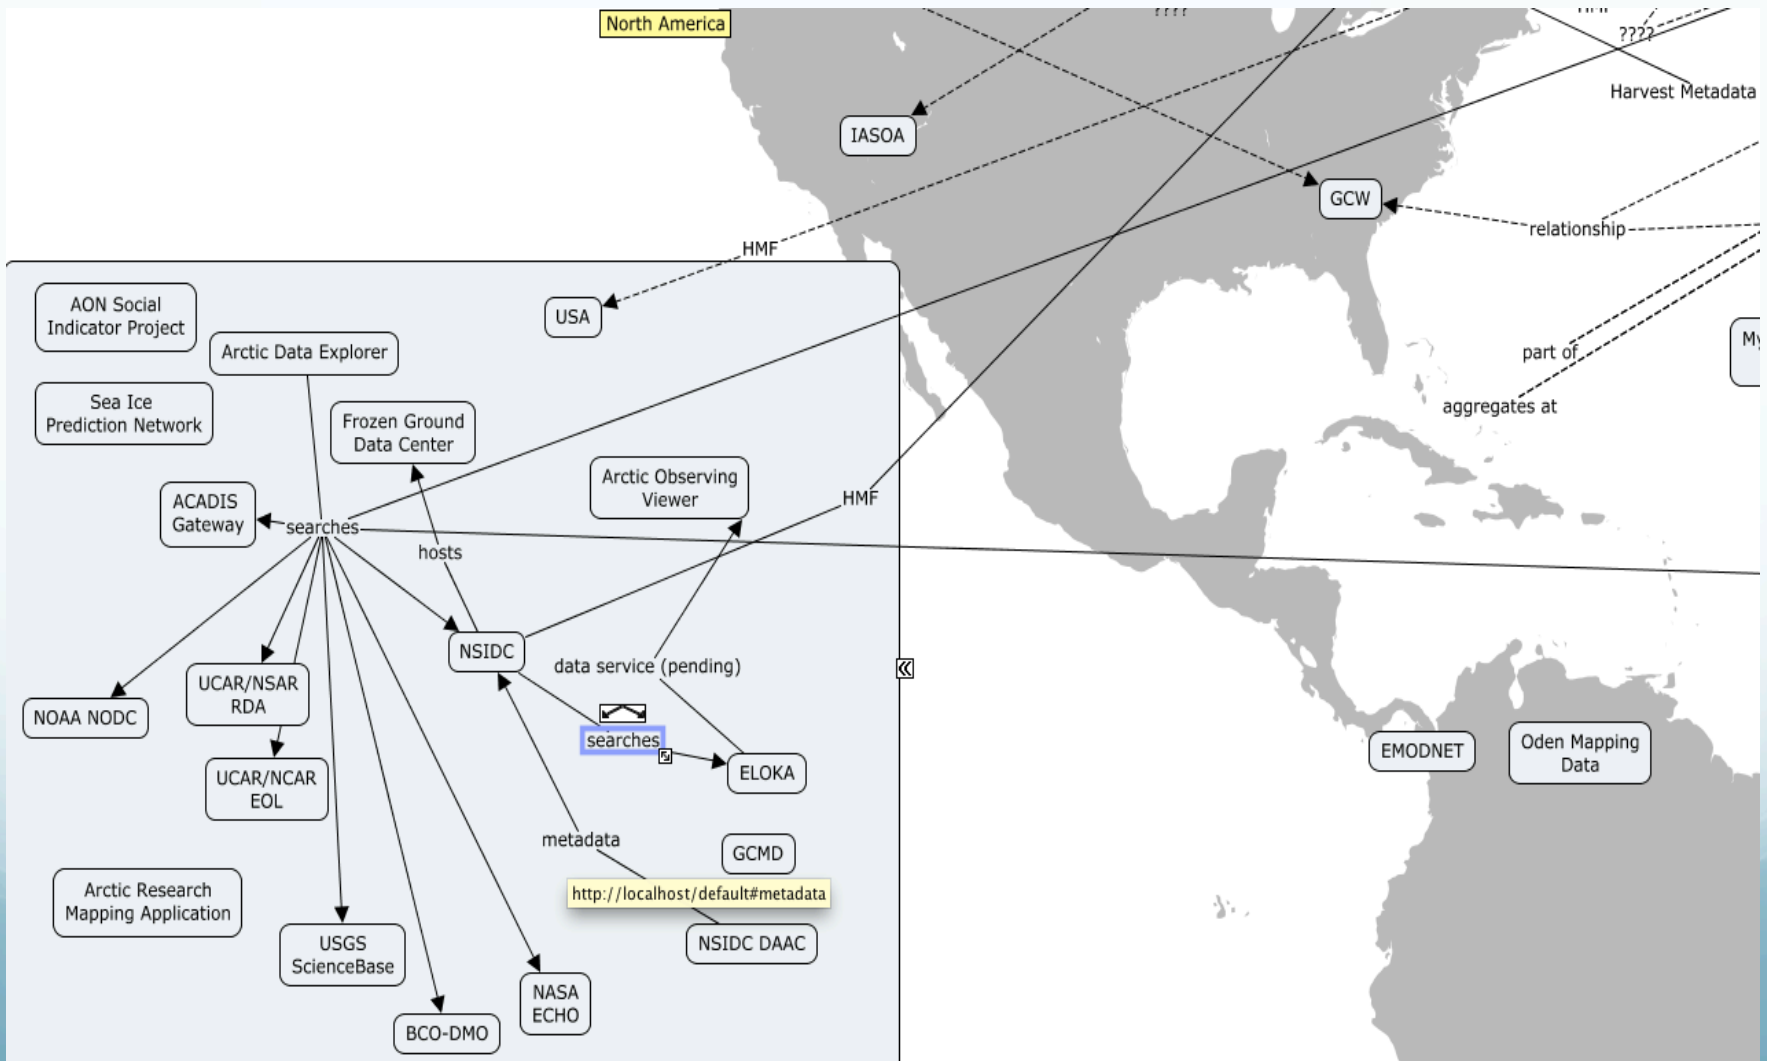 North America
????
HMF
????
Harvest Metadata
IASOA
GCW
relationship
HMF
AON Social
Indicator Project
USA
Arctic Data Explorer
part of
My
Sea Ice
Prediction Network
Frozen Ground
Data Center
aggregates at
Arctic Observing
Viewer
HMF
ACADIS
Gateway
searches
hosts
NSIDC
data service (pending)
UCAR/NSAR
RDA
NOAA NODC
searches
EMODNET
Oden Mapping
Data
ELOKA
UCAR/NCAR
EOL
metadata
GCMD
http://localhost/default#metadata
Arctic Research
Mapping Application
USGS
ScienceBase
NSIDC DAAC
NASA
ECHO
BCO-DMO